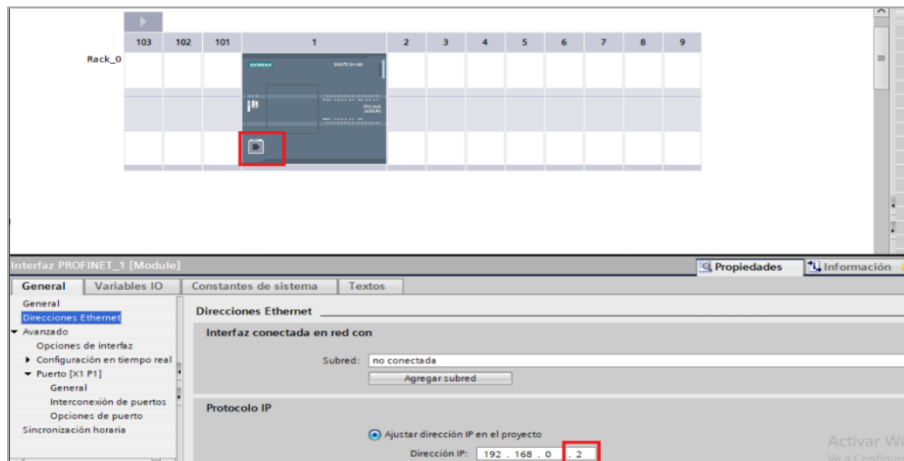 103 102 101 1 2 3 4 5 6 7 8 9
Rack_0
SIEMENS
Interfaz PROFINET_1 [Module]
Propiedades Información
General Variables IO Constantes de sistema Textos
General
Direcciones Ethernet
Avanzado
Opciones de interfaz
Configuración en tiempo real
Puerto [X1 P1]
General
Interconexión de puertos
Opciones de puerto
Sincronización horaria
Direcciones Ethernet
Interfaz conectada en red con
Subred: no conectada
Agregar subred
Protocolo IP
Ajustar dirección IP en el proyecto
Dirección IP: 192 . 168 . 0 . 2
Activar Wi